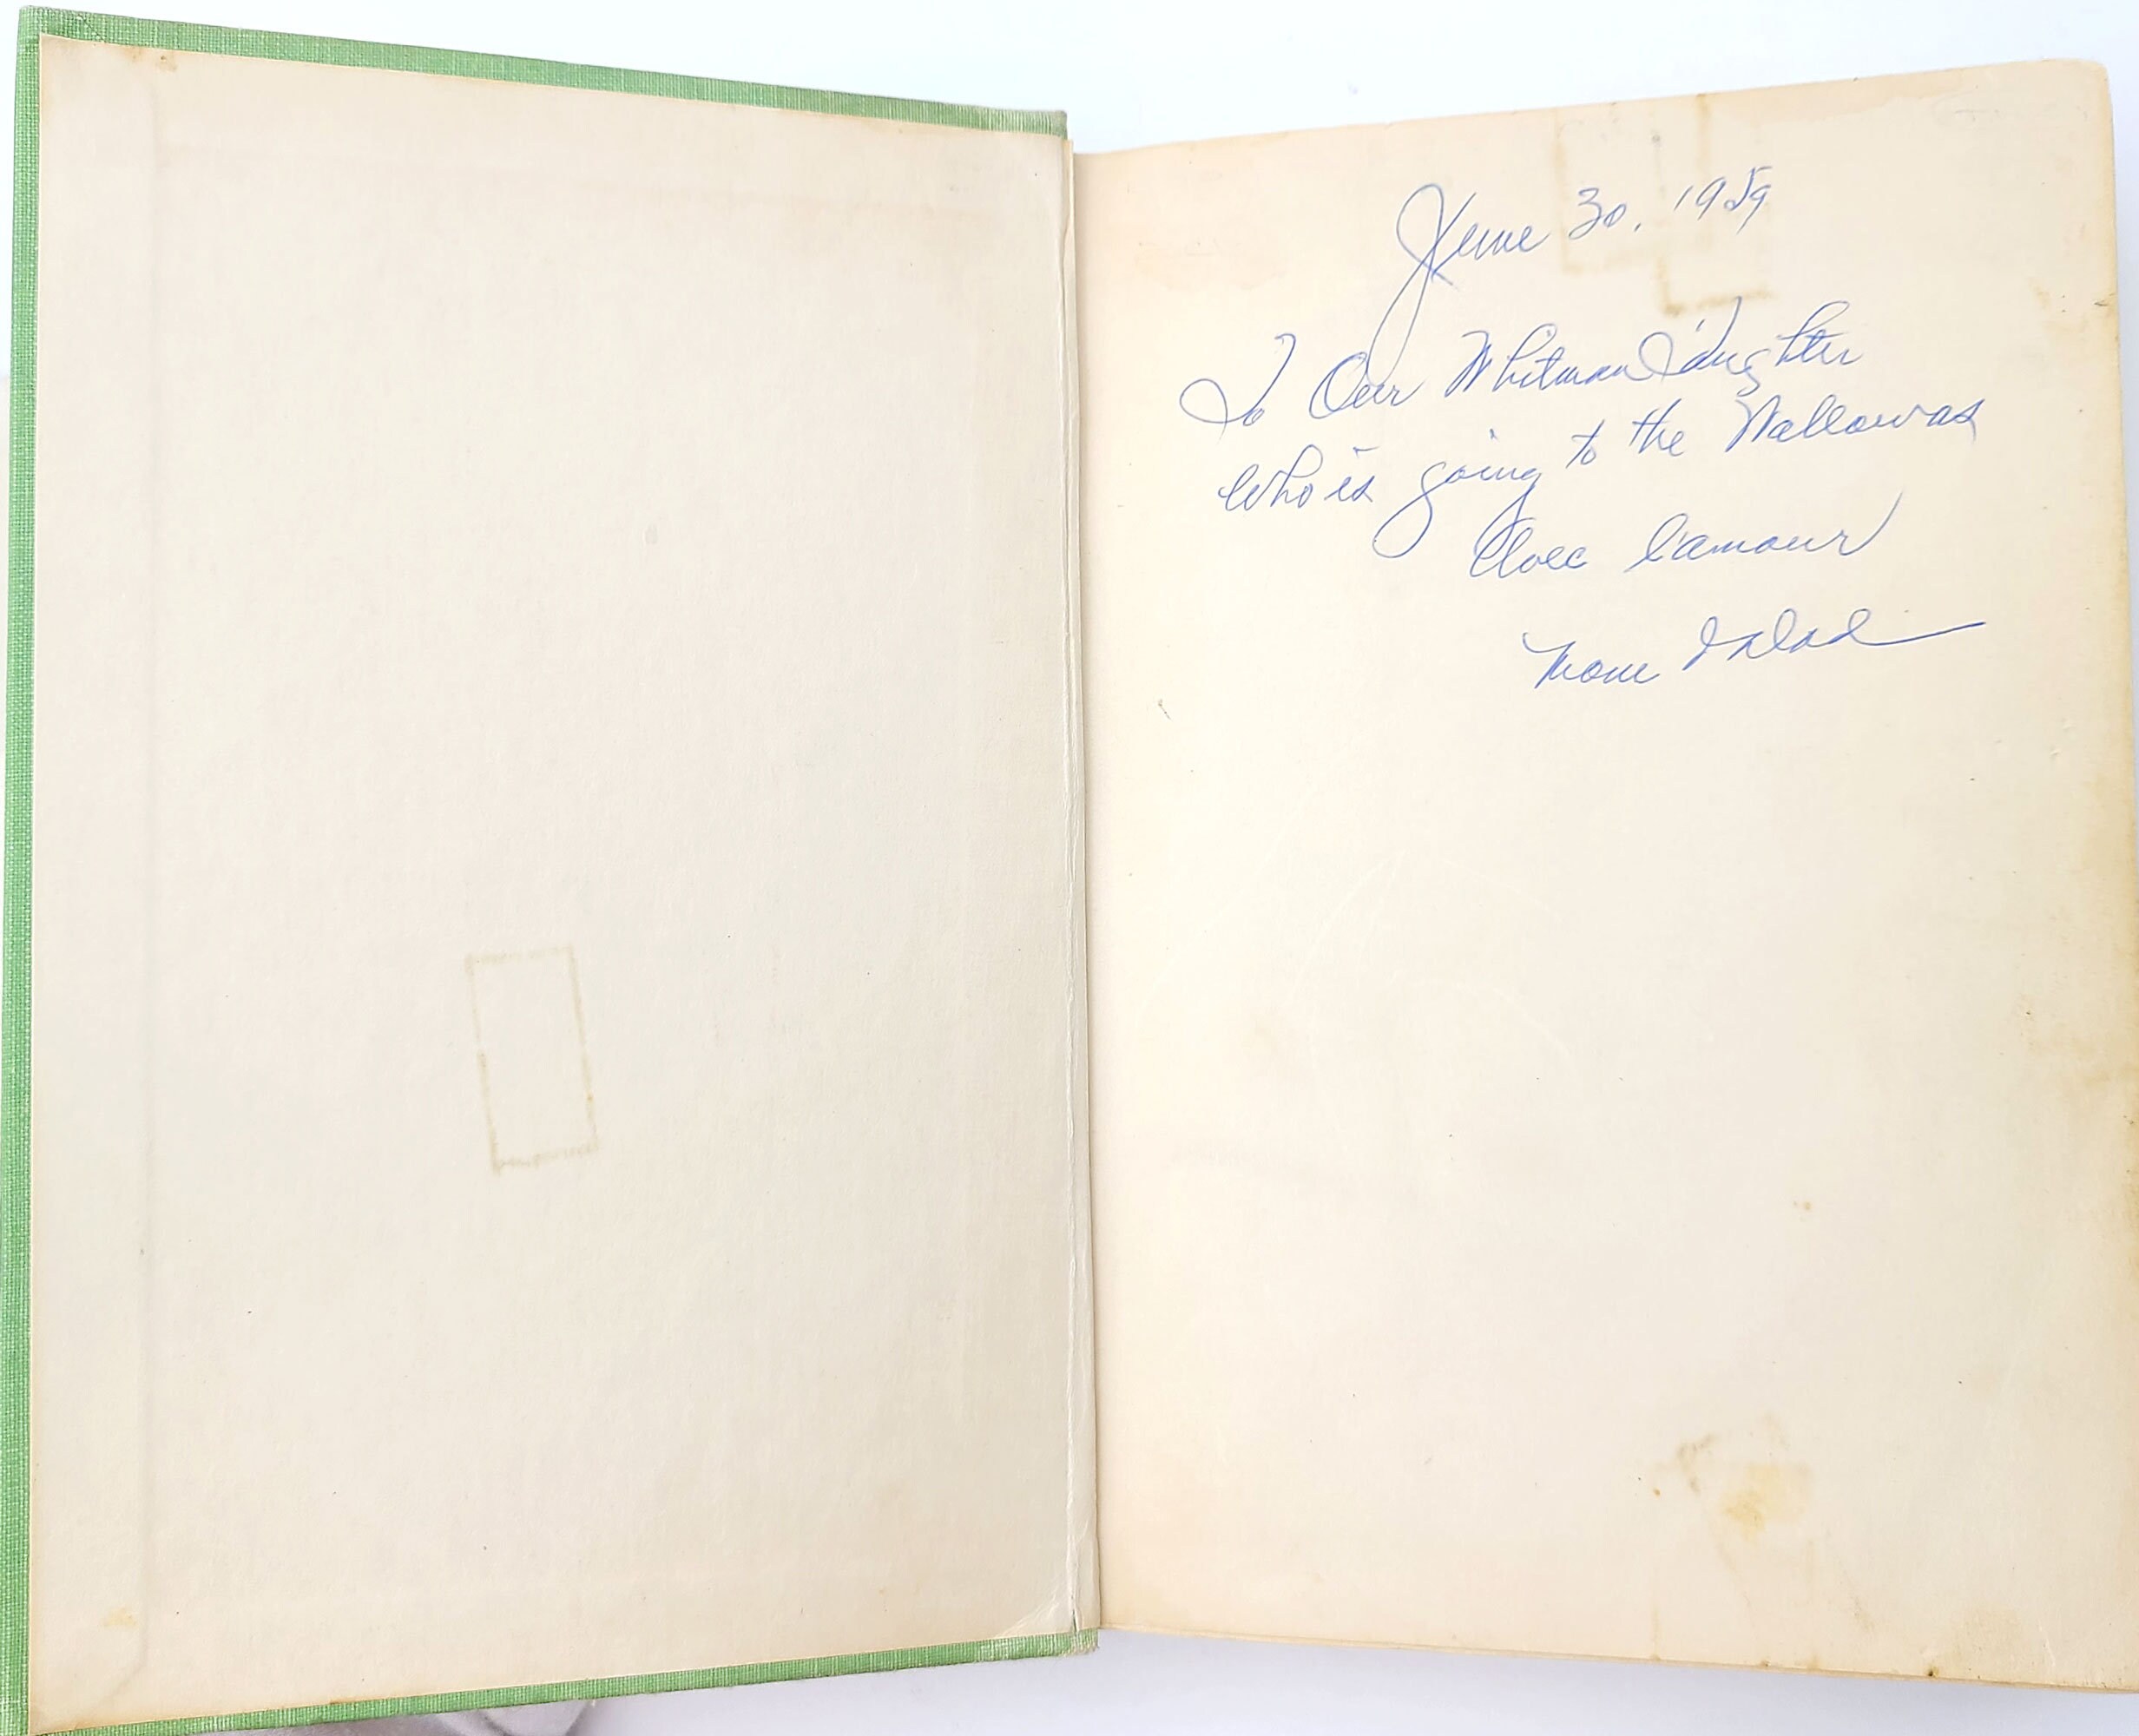 June 30, 1959
To Our Whitman Daughter
who is going to the Wallowas
Avec l'amour
Mom & Dad